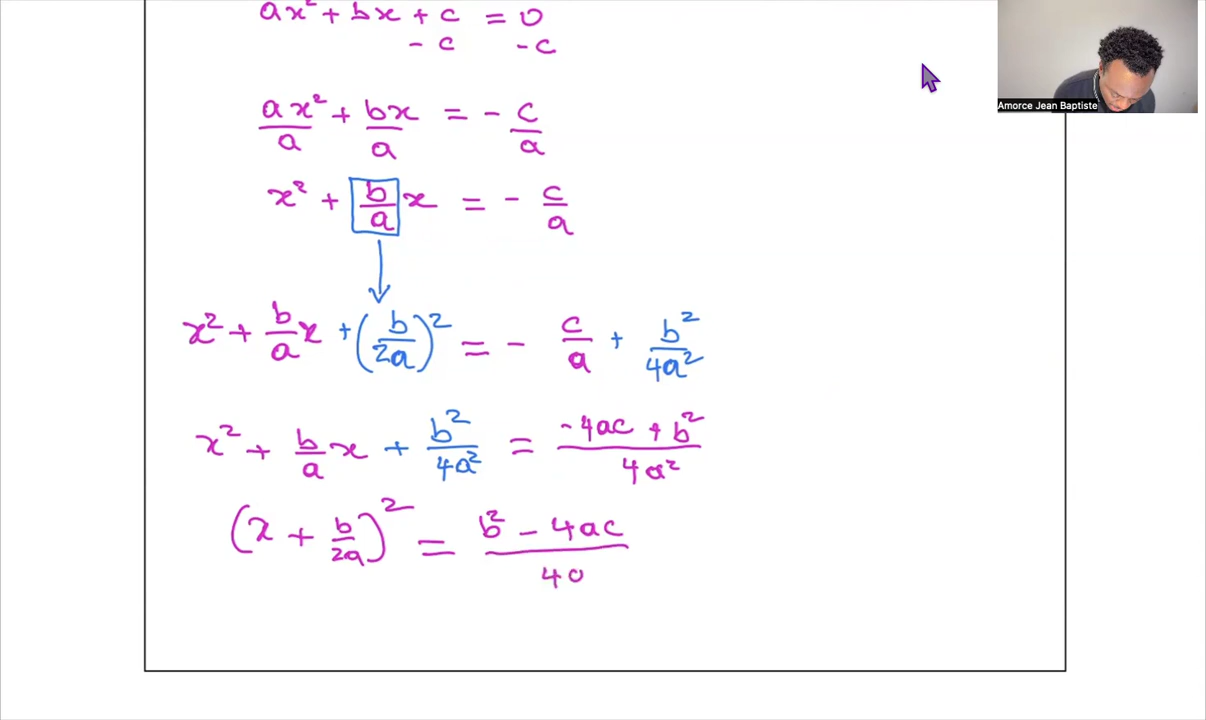 ax² + bx + c = 0
- c - c
Amorce Jean Baptiste
ax²/a + bx/a = - c/a
x² + b/a x = - c/a
x² + b/a x + (b/2a)² = - c/a + b²/4a²
x² + b/a x + b²/4a² = -4ac + b²/4a²
(x + b/2a)² = b² - 4ac/40